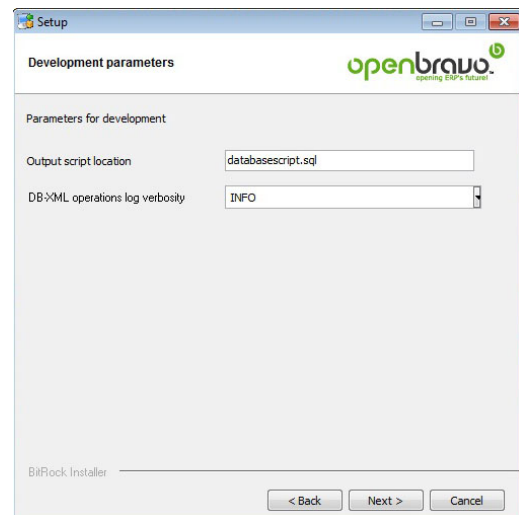 Setup
Development parameters
openbravo.
opening ERP's future!
Parameters for development
Output script location databasescript.sql
DB-XML operations log verbosity INFO
BitRock Installer
< Back Next > Cancel